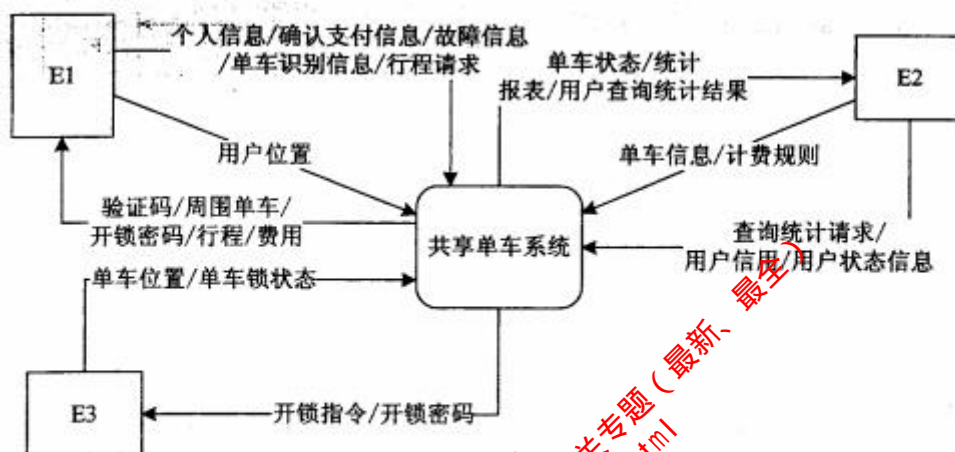 个人信息/确认支付信息/故障信息
/单车识别信息/行程请求
E1
单车状态/统计
报表/用户查询统计结果
E2
用户位置
单车信息/计费规则
验证码/周围单车/
开锁密码/行程/费用
共享单车系统
查询统计请求/
用户信用/用户状态信息
单车位置/单车锁状态
E3
开锁指令/开锁密码
专题（最新、最全）